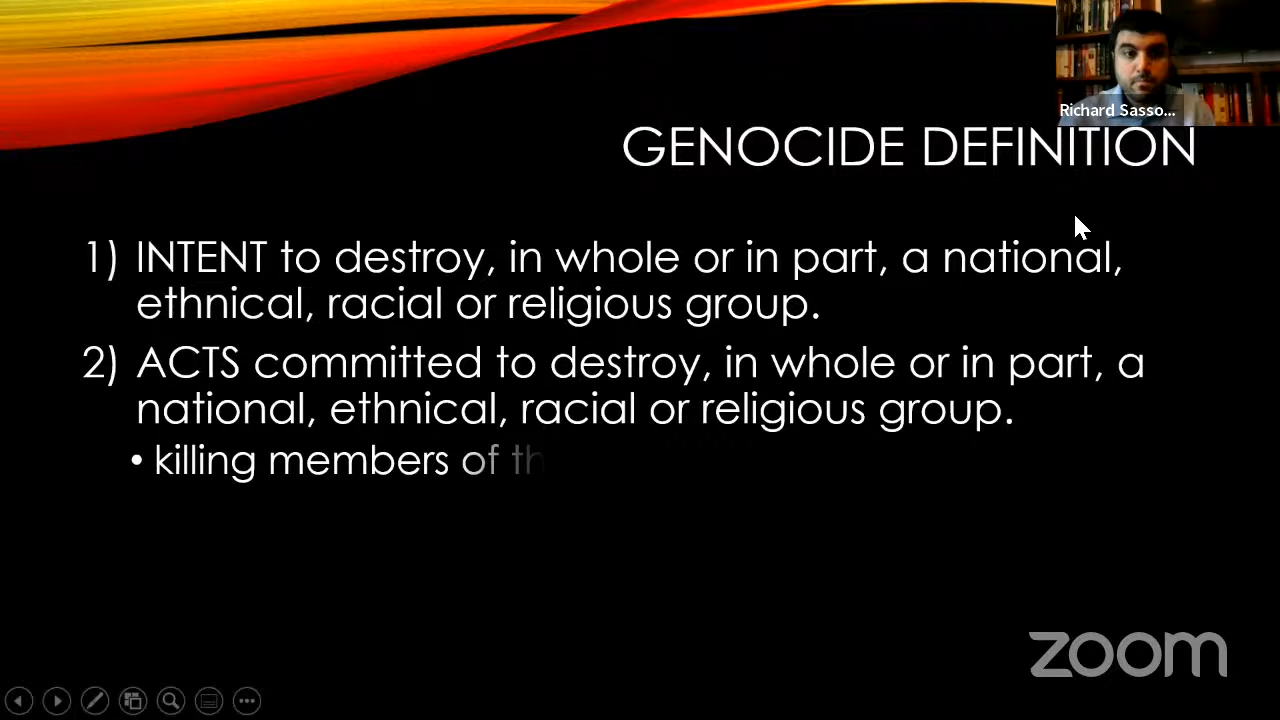 Richard Sasso...
GENOCIDE DEFINITION
1) INTENT to destroy, in whole or in part, a national,
ethnical, racial or religious group.
2) ACTS committed to destroy, in whole or in part, a
national, ethnical, racial or religious group.
• killing members of th
zoom